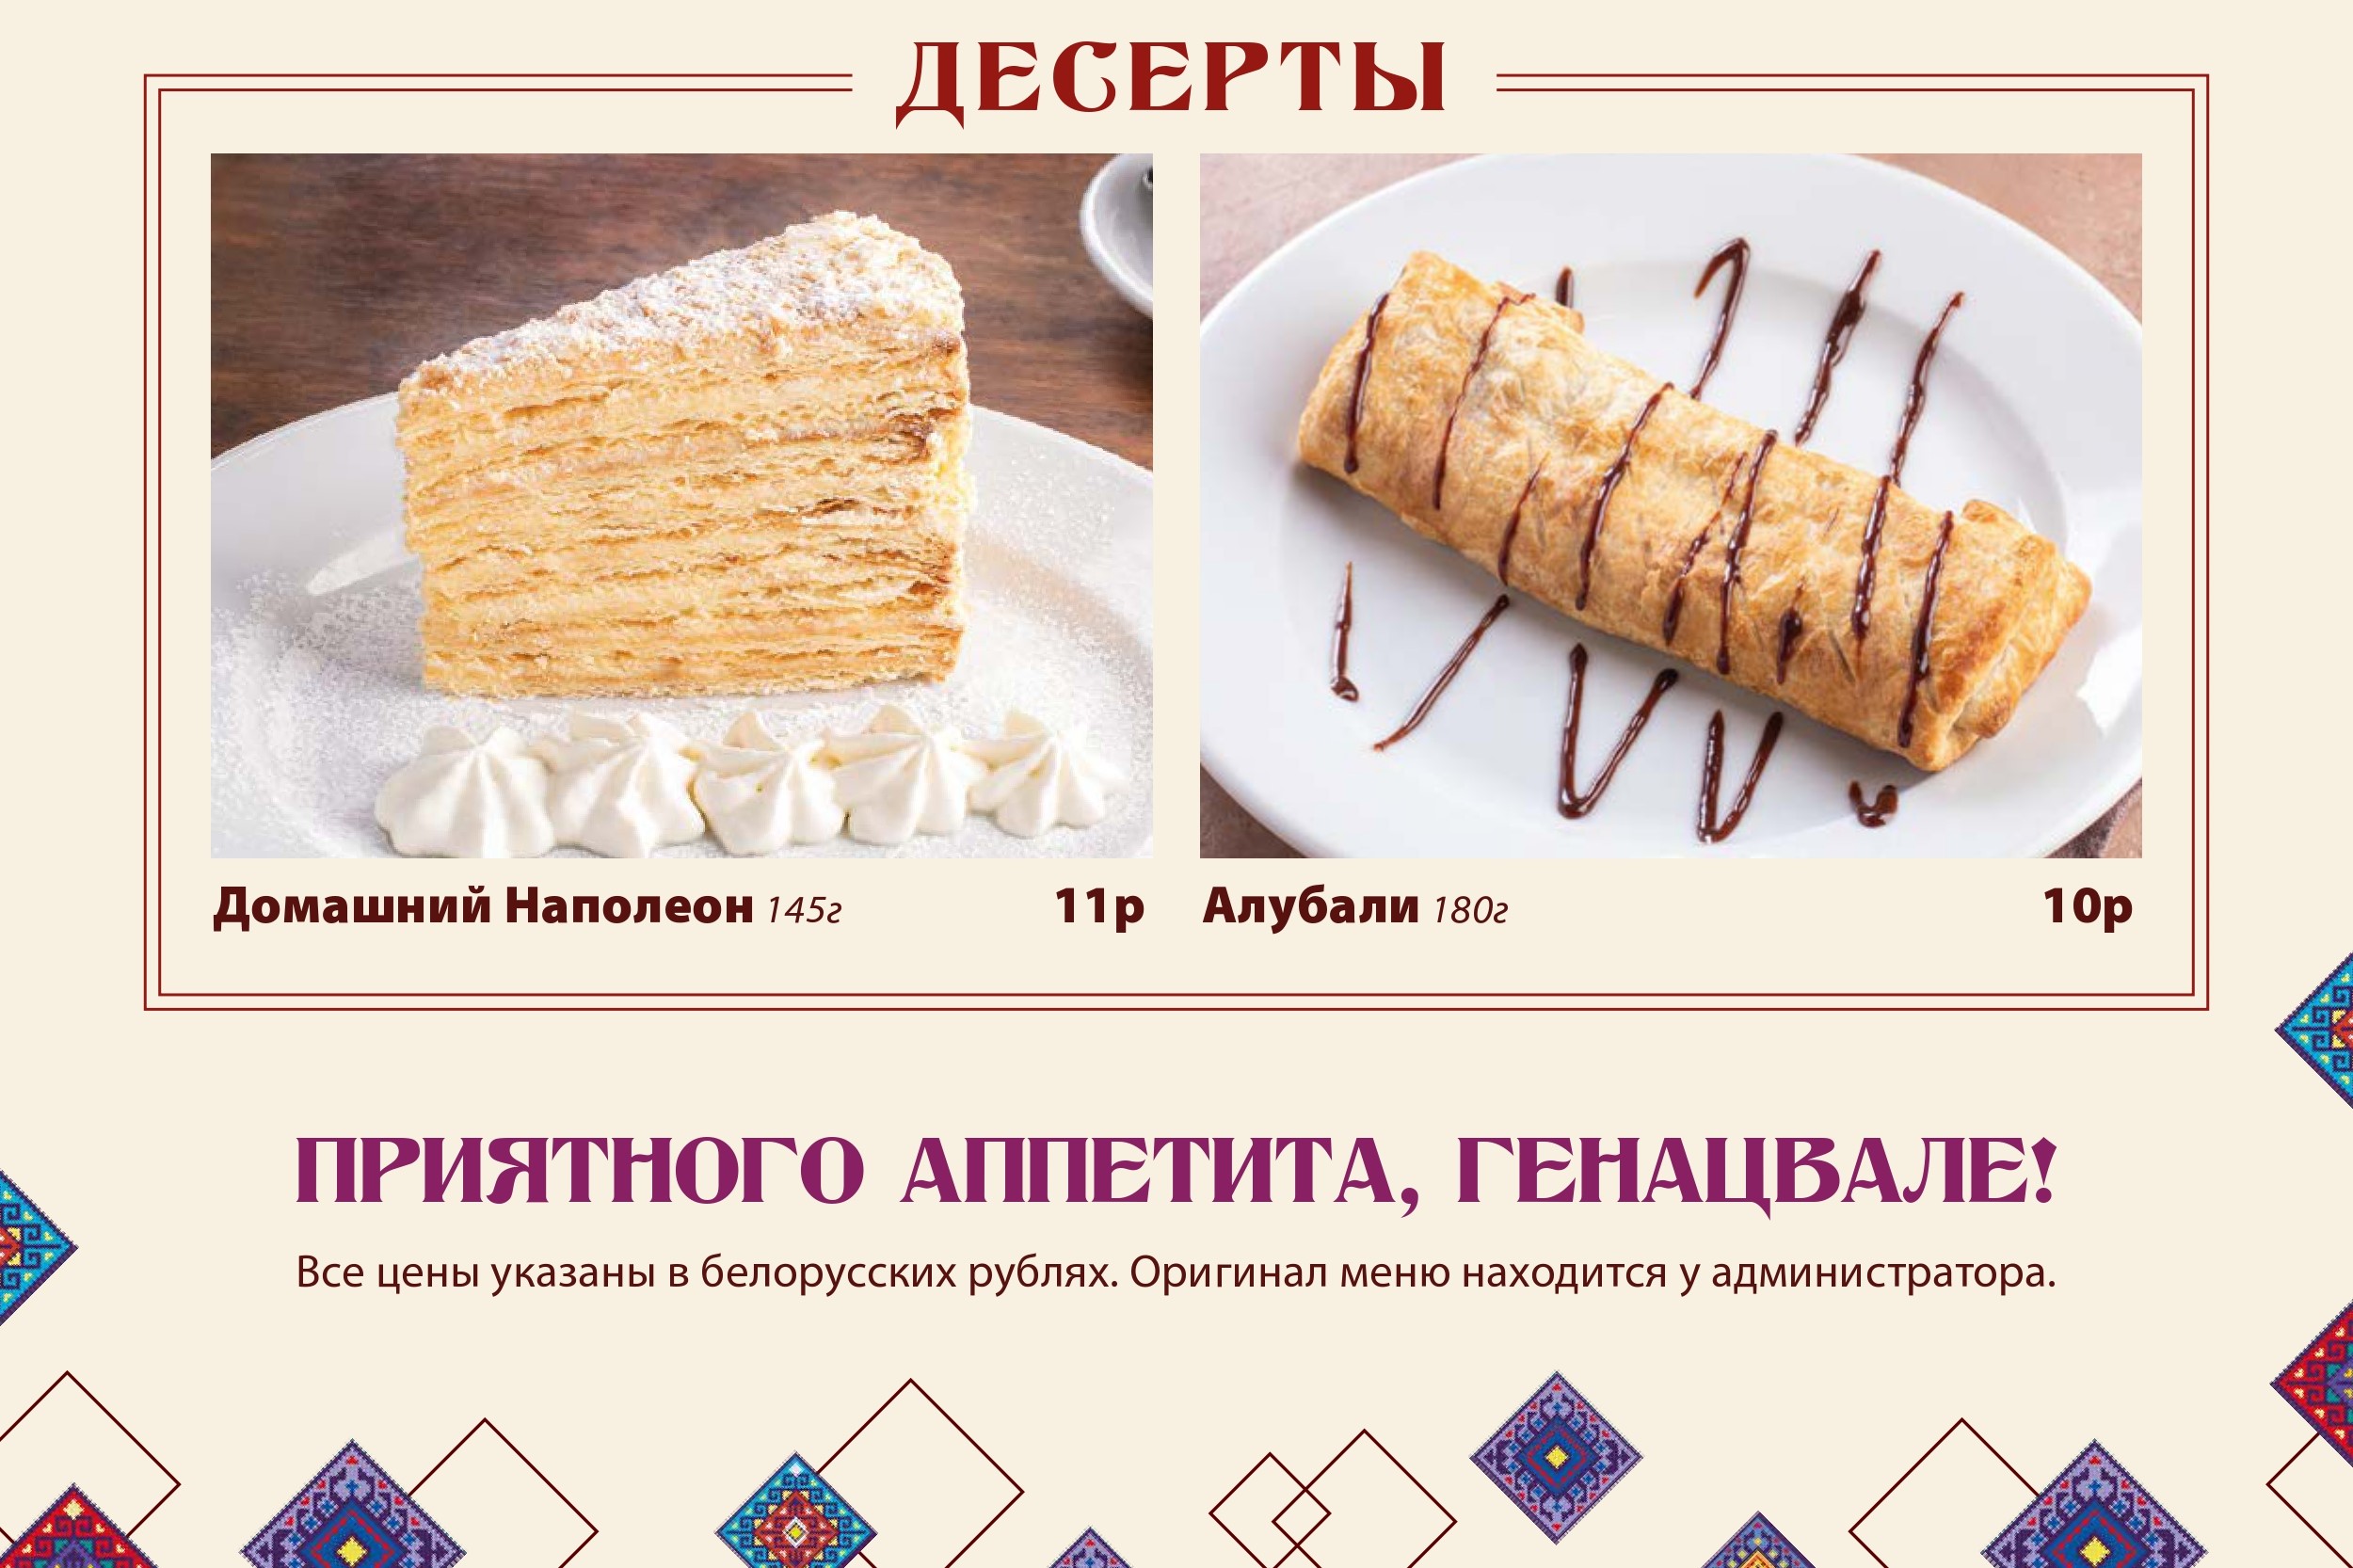 ДЕСЕРТЫ
Домашний Наполеон 145г 11р
Алубали 180г 10р
ПРИЯТНОГО АППЕТИТА, ГЕНАЦВАЛЕ!
Все цены указаны в белорусских рублях. Оригинал меню находится у администратора.